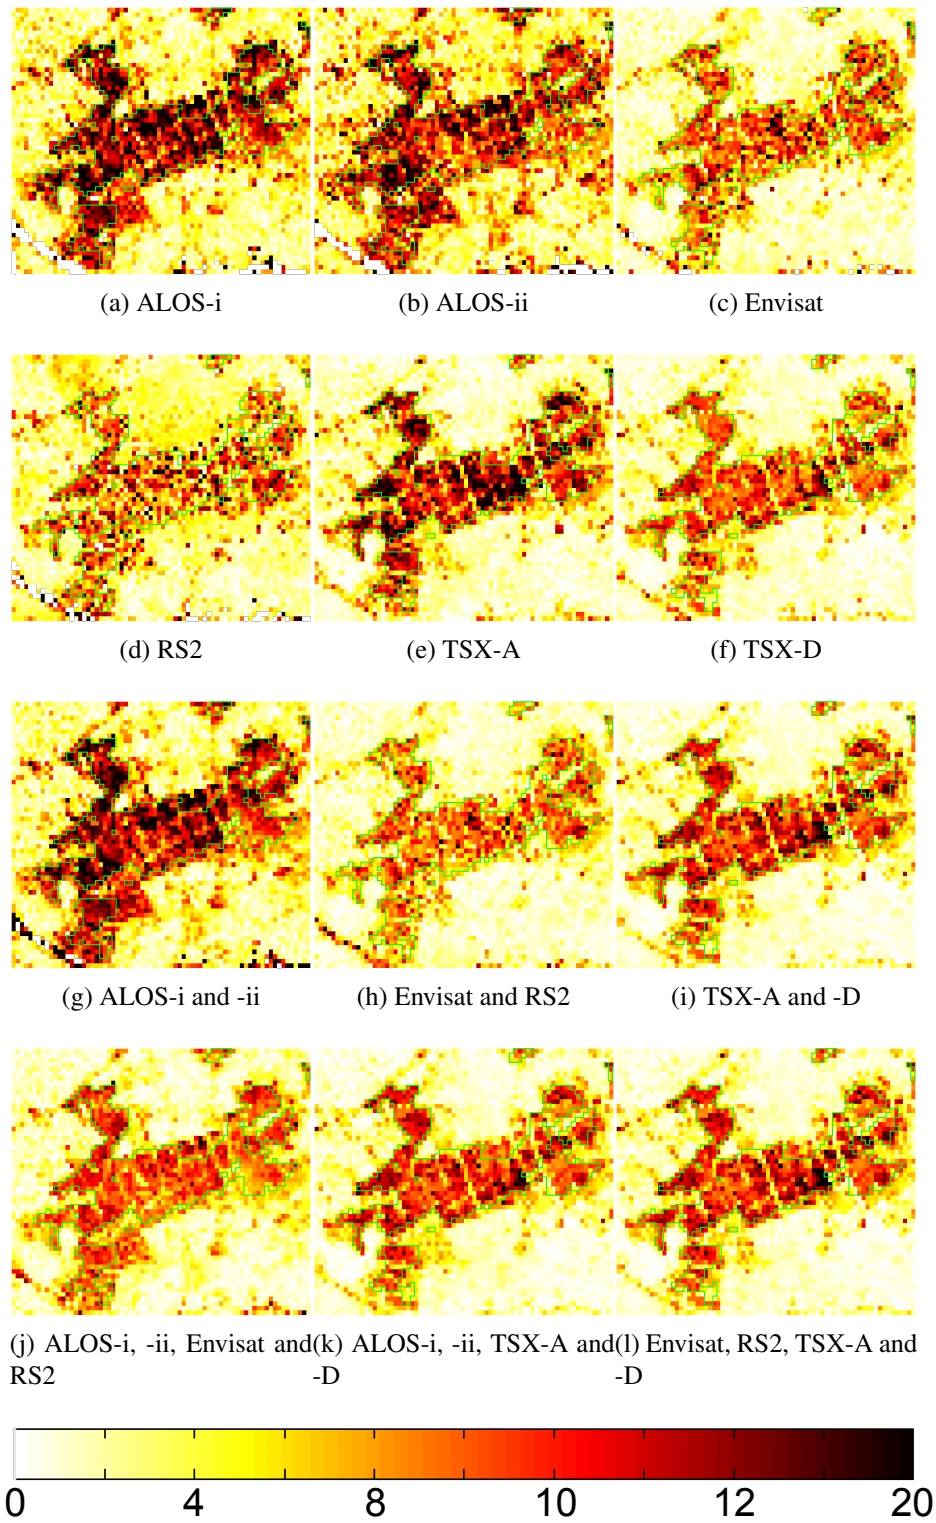 (a) ALOS-i (b) ALOS-ii (c) Envisat
(d) RS2 (e) TSX-A (f) TSX-D
(g) ALOS-i and -ii (h) Envisat and RS2 (i) TSX-A and -D
(j) ALOS-i, -ii, Envisat and RS2
(k) ALOS-i, -ii, TSX-A and -D
(l) Envisat, RS2, TSX-A and -D
0 4 8 10 12 20